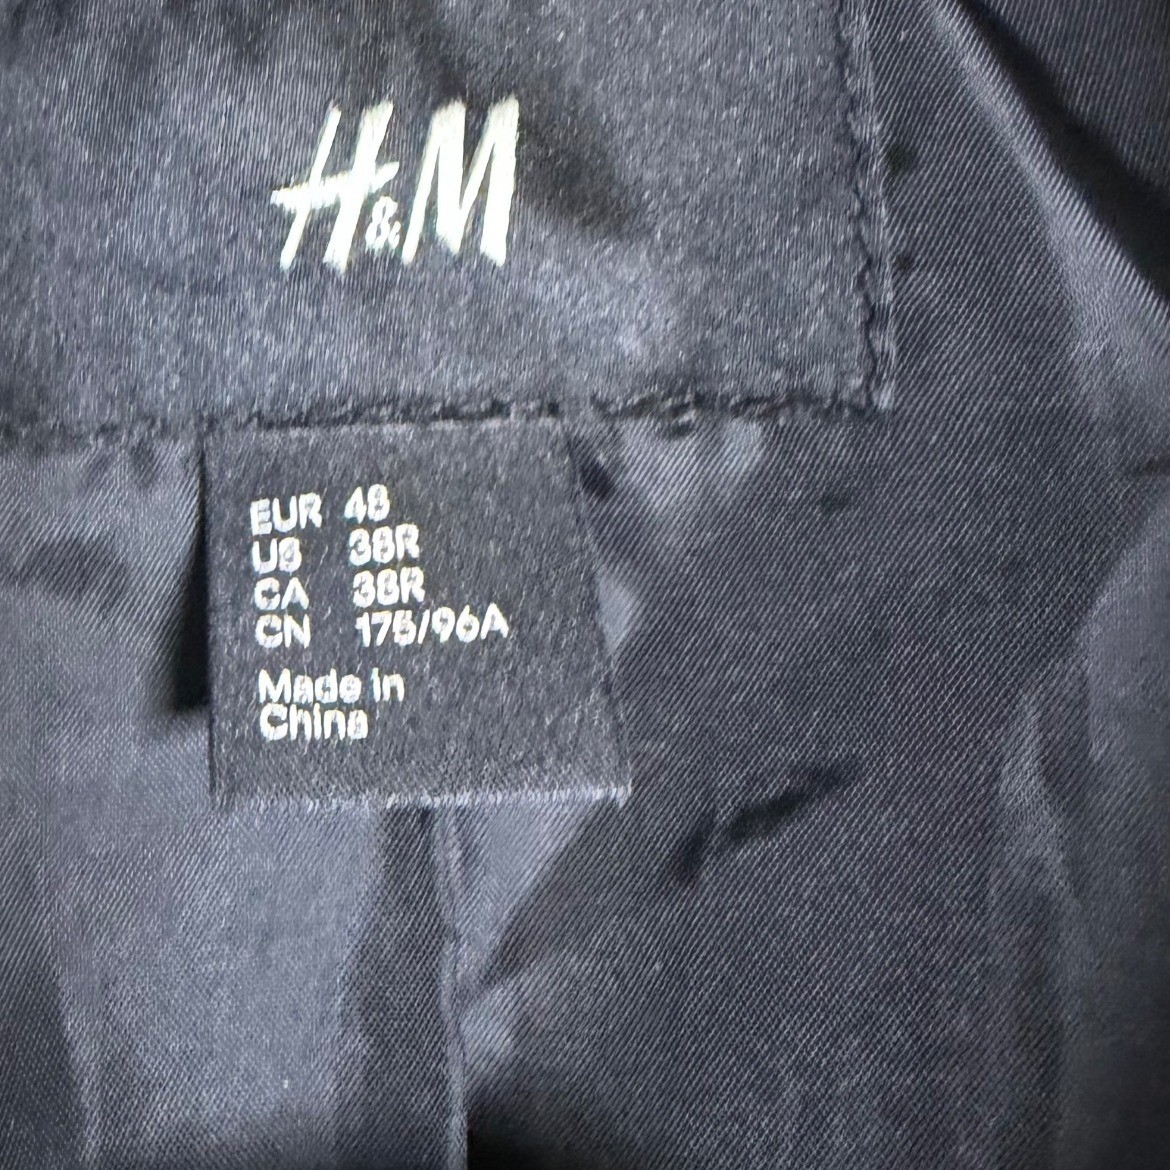 H&M
EUR 48
US 38R
CA 38R
CN 175/96A
Made in
China